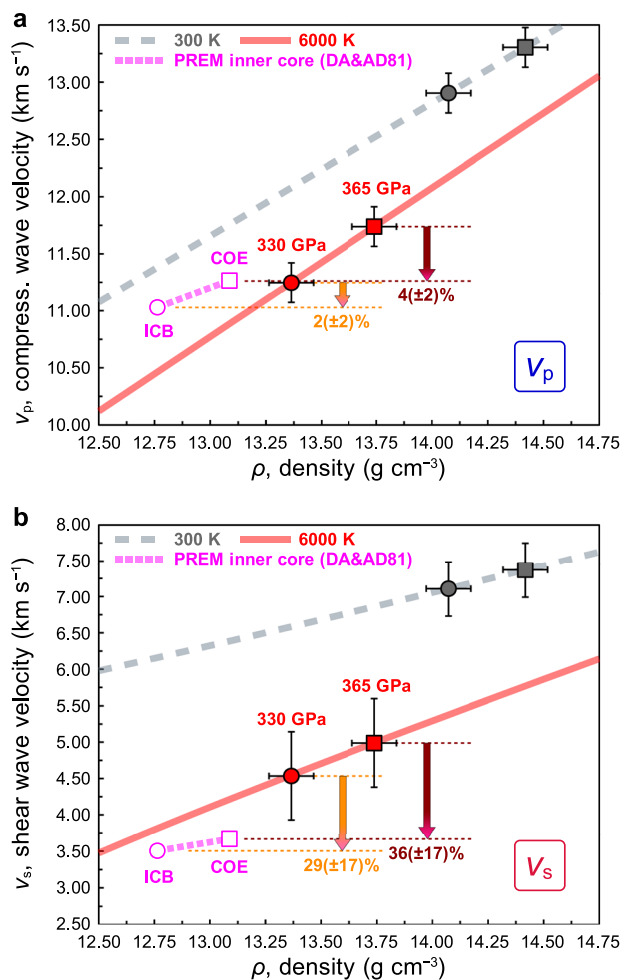 a
300 K
6000 K
PREM inner core (DA&AD81)
365 GPa
330 GPa
COE
ICB
4(±2)%
2(±2)%
vp
vp, compress. wave velocity (km s⁻¹)
13.50
13.00
12.50
12.00
11.75
11.25
11.00
10.50
10.00
12.50 12.75 13.00 13.25 13.50 13.75 14.00 14.25 14.50 14.75
ρ, density (g cm⁻³)
b
300 K
6000 K
PREM inner core (DA&AD81)
365 GPa
330 GPa
ICB
COE
36(±17)%
29(±17)%
vs
vs, shear wave velocity (km s⁻¹)
8.00
7.50
7.00
6.50
6.00
5.50
5.00
4.50
4.00
3.50
3.00
2.50
12.50 12.75 13.00 13.25 13.50 13.75 14.00 14.25 14.50 14.75
ρ, density (g cm⁻³)